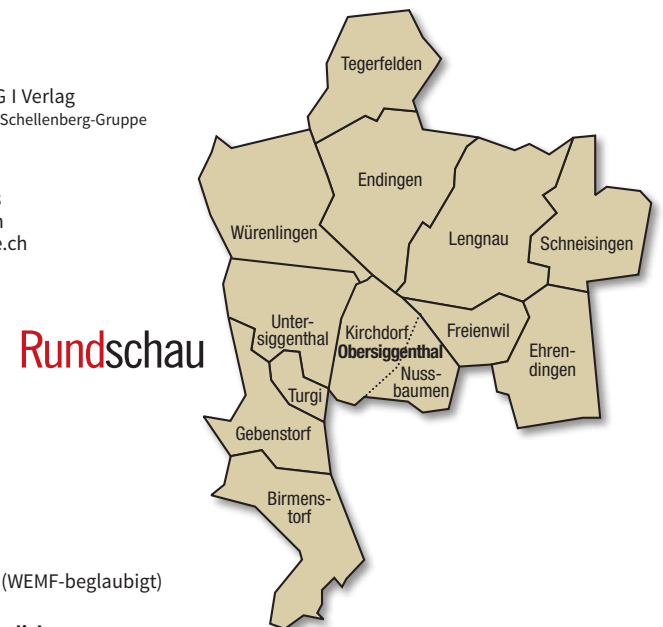 G I Verlag
Schellenberg-Gruppe
e.ch
Rundschau
(WEMF-beglaubigt)
Tegerfelden
Endingen
Würenlingen
Lengnau
Schneisingen
Unter-
siggenthal
Kirchdorf
Obersiggenthal
Nuss-
baumen
Freienwil
Ehren-
dingen
Turgi
Gebenstorf
Birmens-
torf